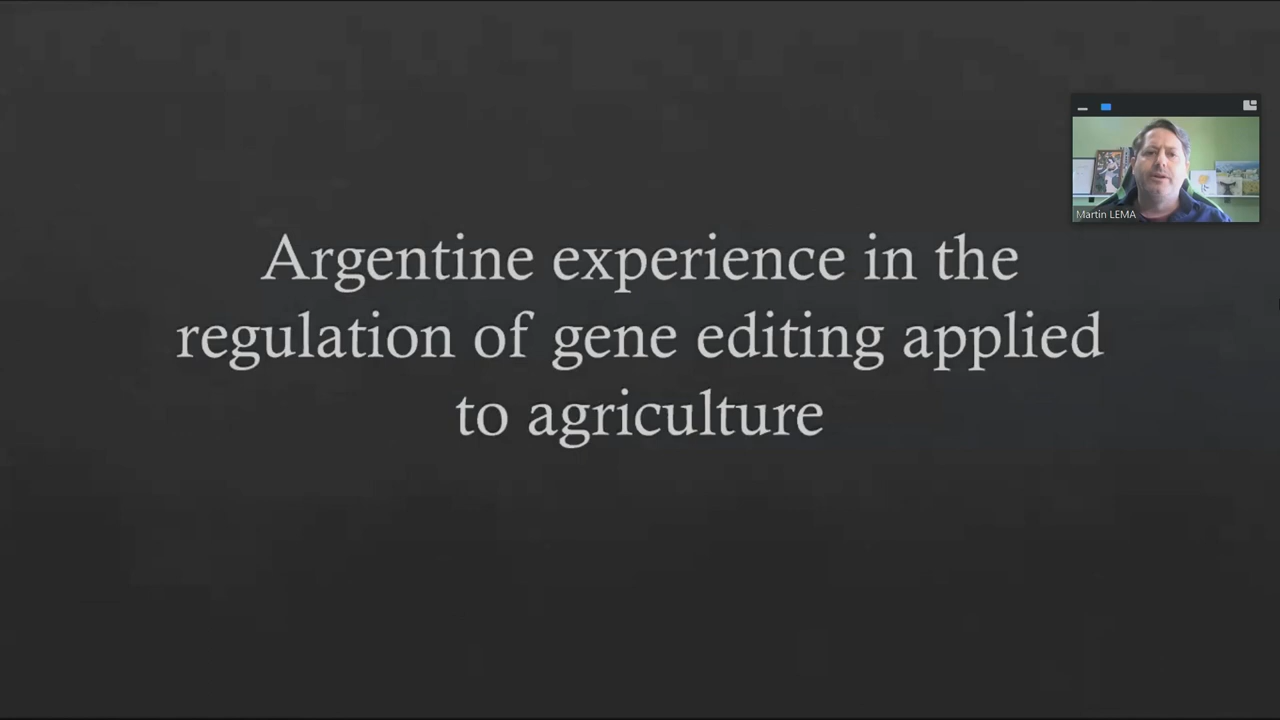 Argentine experience in the
regulation of gene editing applied
to agriculture
Martin LEMA